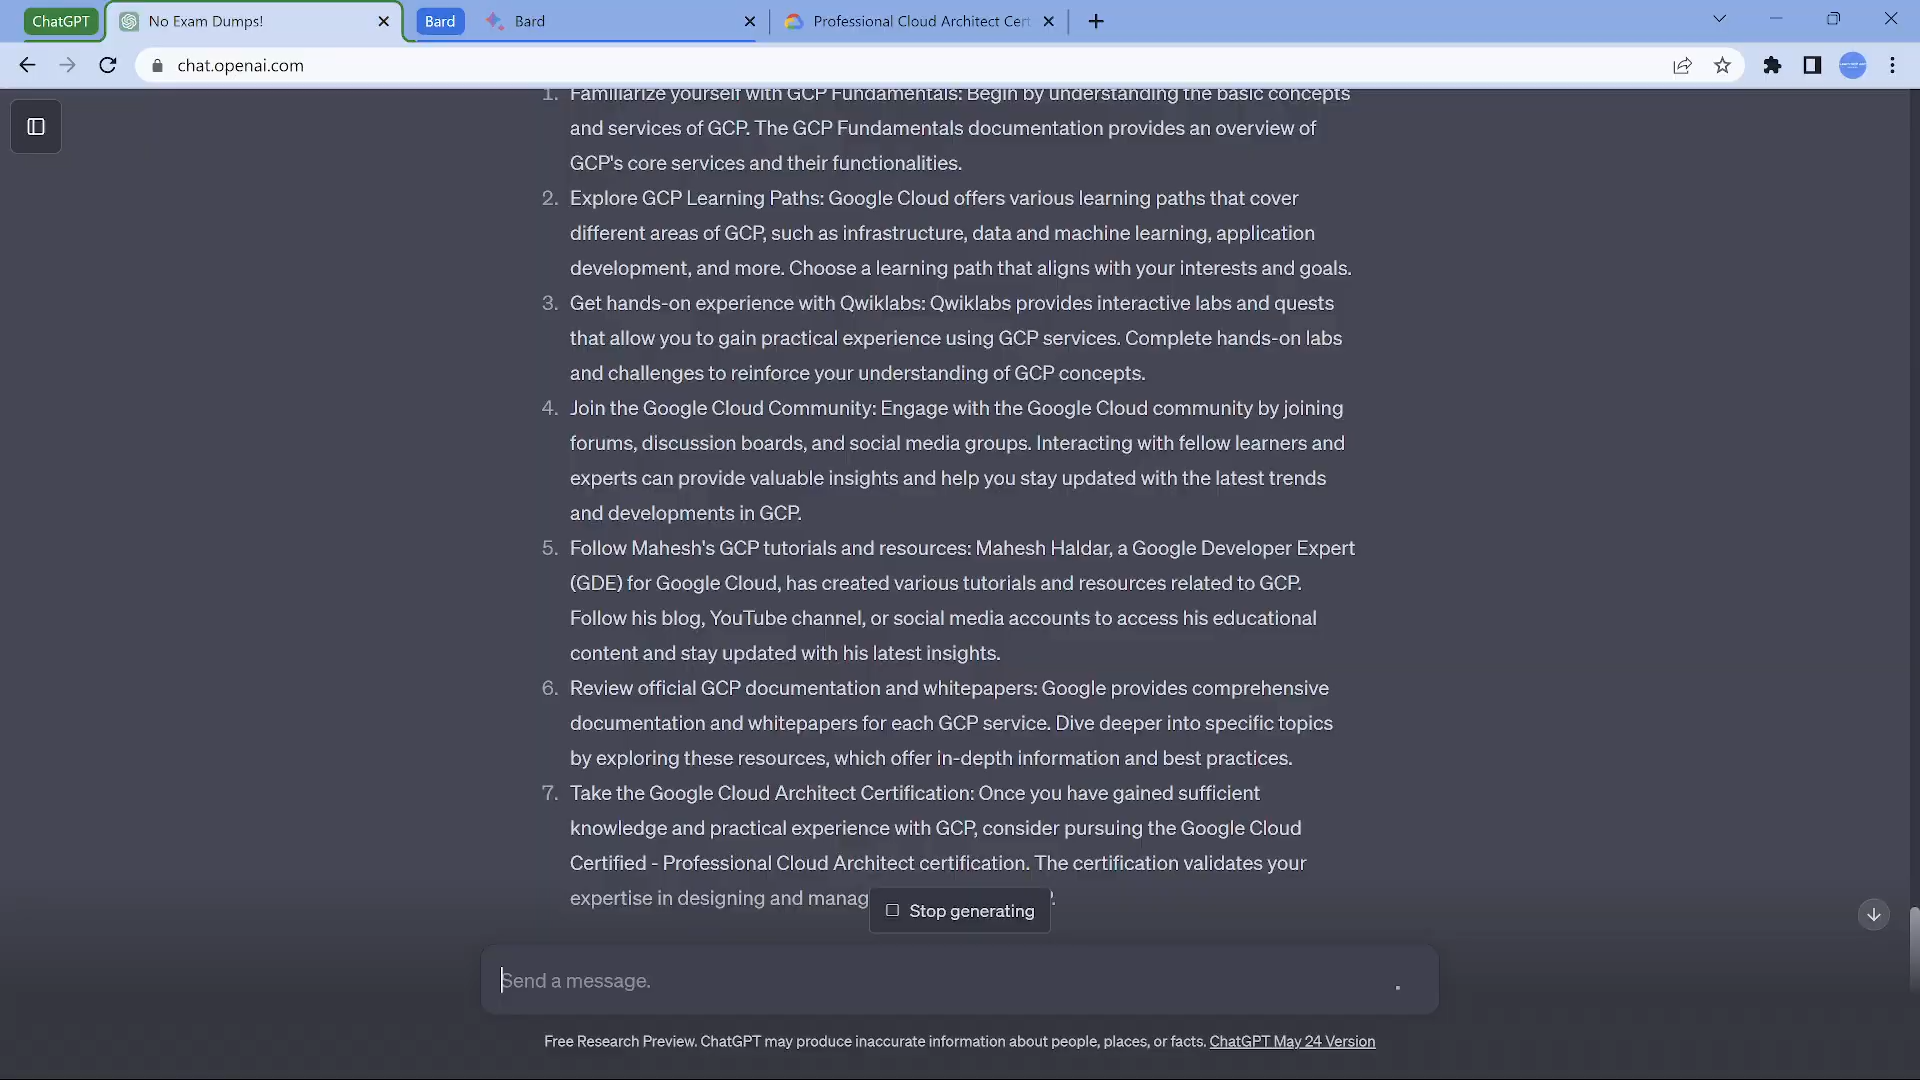 ChatGPT
No Exam Dumps!
Bard
Bard
Professional Cloud Architect Cert
chat.openai.com
1. Familiarize yourself with GCP Fundamentals: Begin by understanding the basic concepts
and services of GCP. The GCP Fundamentals documentation provides an overview of
GCP's core services and their functionalities.
2. Explore GCP Learning Paths: Google Cloud offers various learning paths that cover
different areas of GCP, such as infrastructure, data and machine learning, application
development, and more. Choose a learning path that aligns with your interests and goals.
3. Get hands-on experience with Qwiklabs: Qwiklabs provides interactive labs and quests
that allow you to gain practical experience using GCP services. Complete hands-on labs
and challenges to reinforce your understanding of GCP concepts.
4. Join the Google Cloud Community: Engage with the Google Cloud community by joining
forums, discussion boards, and social media groups. Interacting with fellow learners and
experts can provide valuable insights and help you stay updated with the latest trends
and developments in GCP.
5. Follow Mahesh's GCP tutorials and resources: Mahesh Haldar, a Google Developer Expert
(GDE) for Google Cloud, has created various tutorials and resources related to GCP.
Follow his blog, YouTube channel, or social media accounts to access his educational
content and stay updated with his latest insights.
6. Review official GCP documentation and whitepapers: Google provides comprehensive
documentation and whitepapers for each GCP service. Dive deeper into specific topics
by exploring these resources, which offer in-depth information and best practices.
7. Take the Google Cloud Architect Certification: Once you have gained sufficient
knowledge and practical experience with GCP, consider pursuing the Google Cloud
Certified - Professional Cloud Architect certification. The certification validates your
expertise in designing and manag
Stop generating
Send a message.
Free Research Preview. ChatGPT may produce inaccurate information about people, places, or facts. ChatGPT May 24 Version